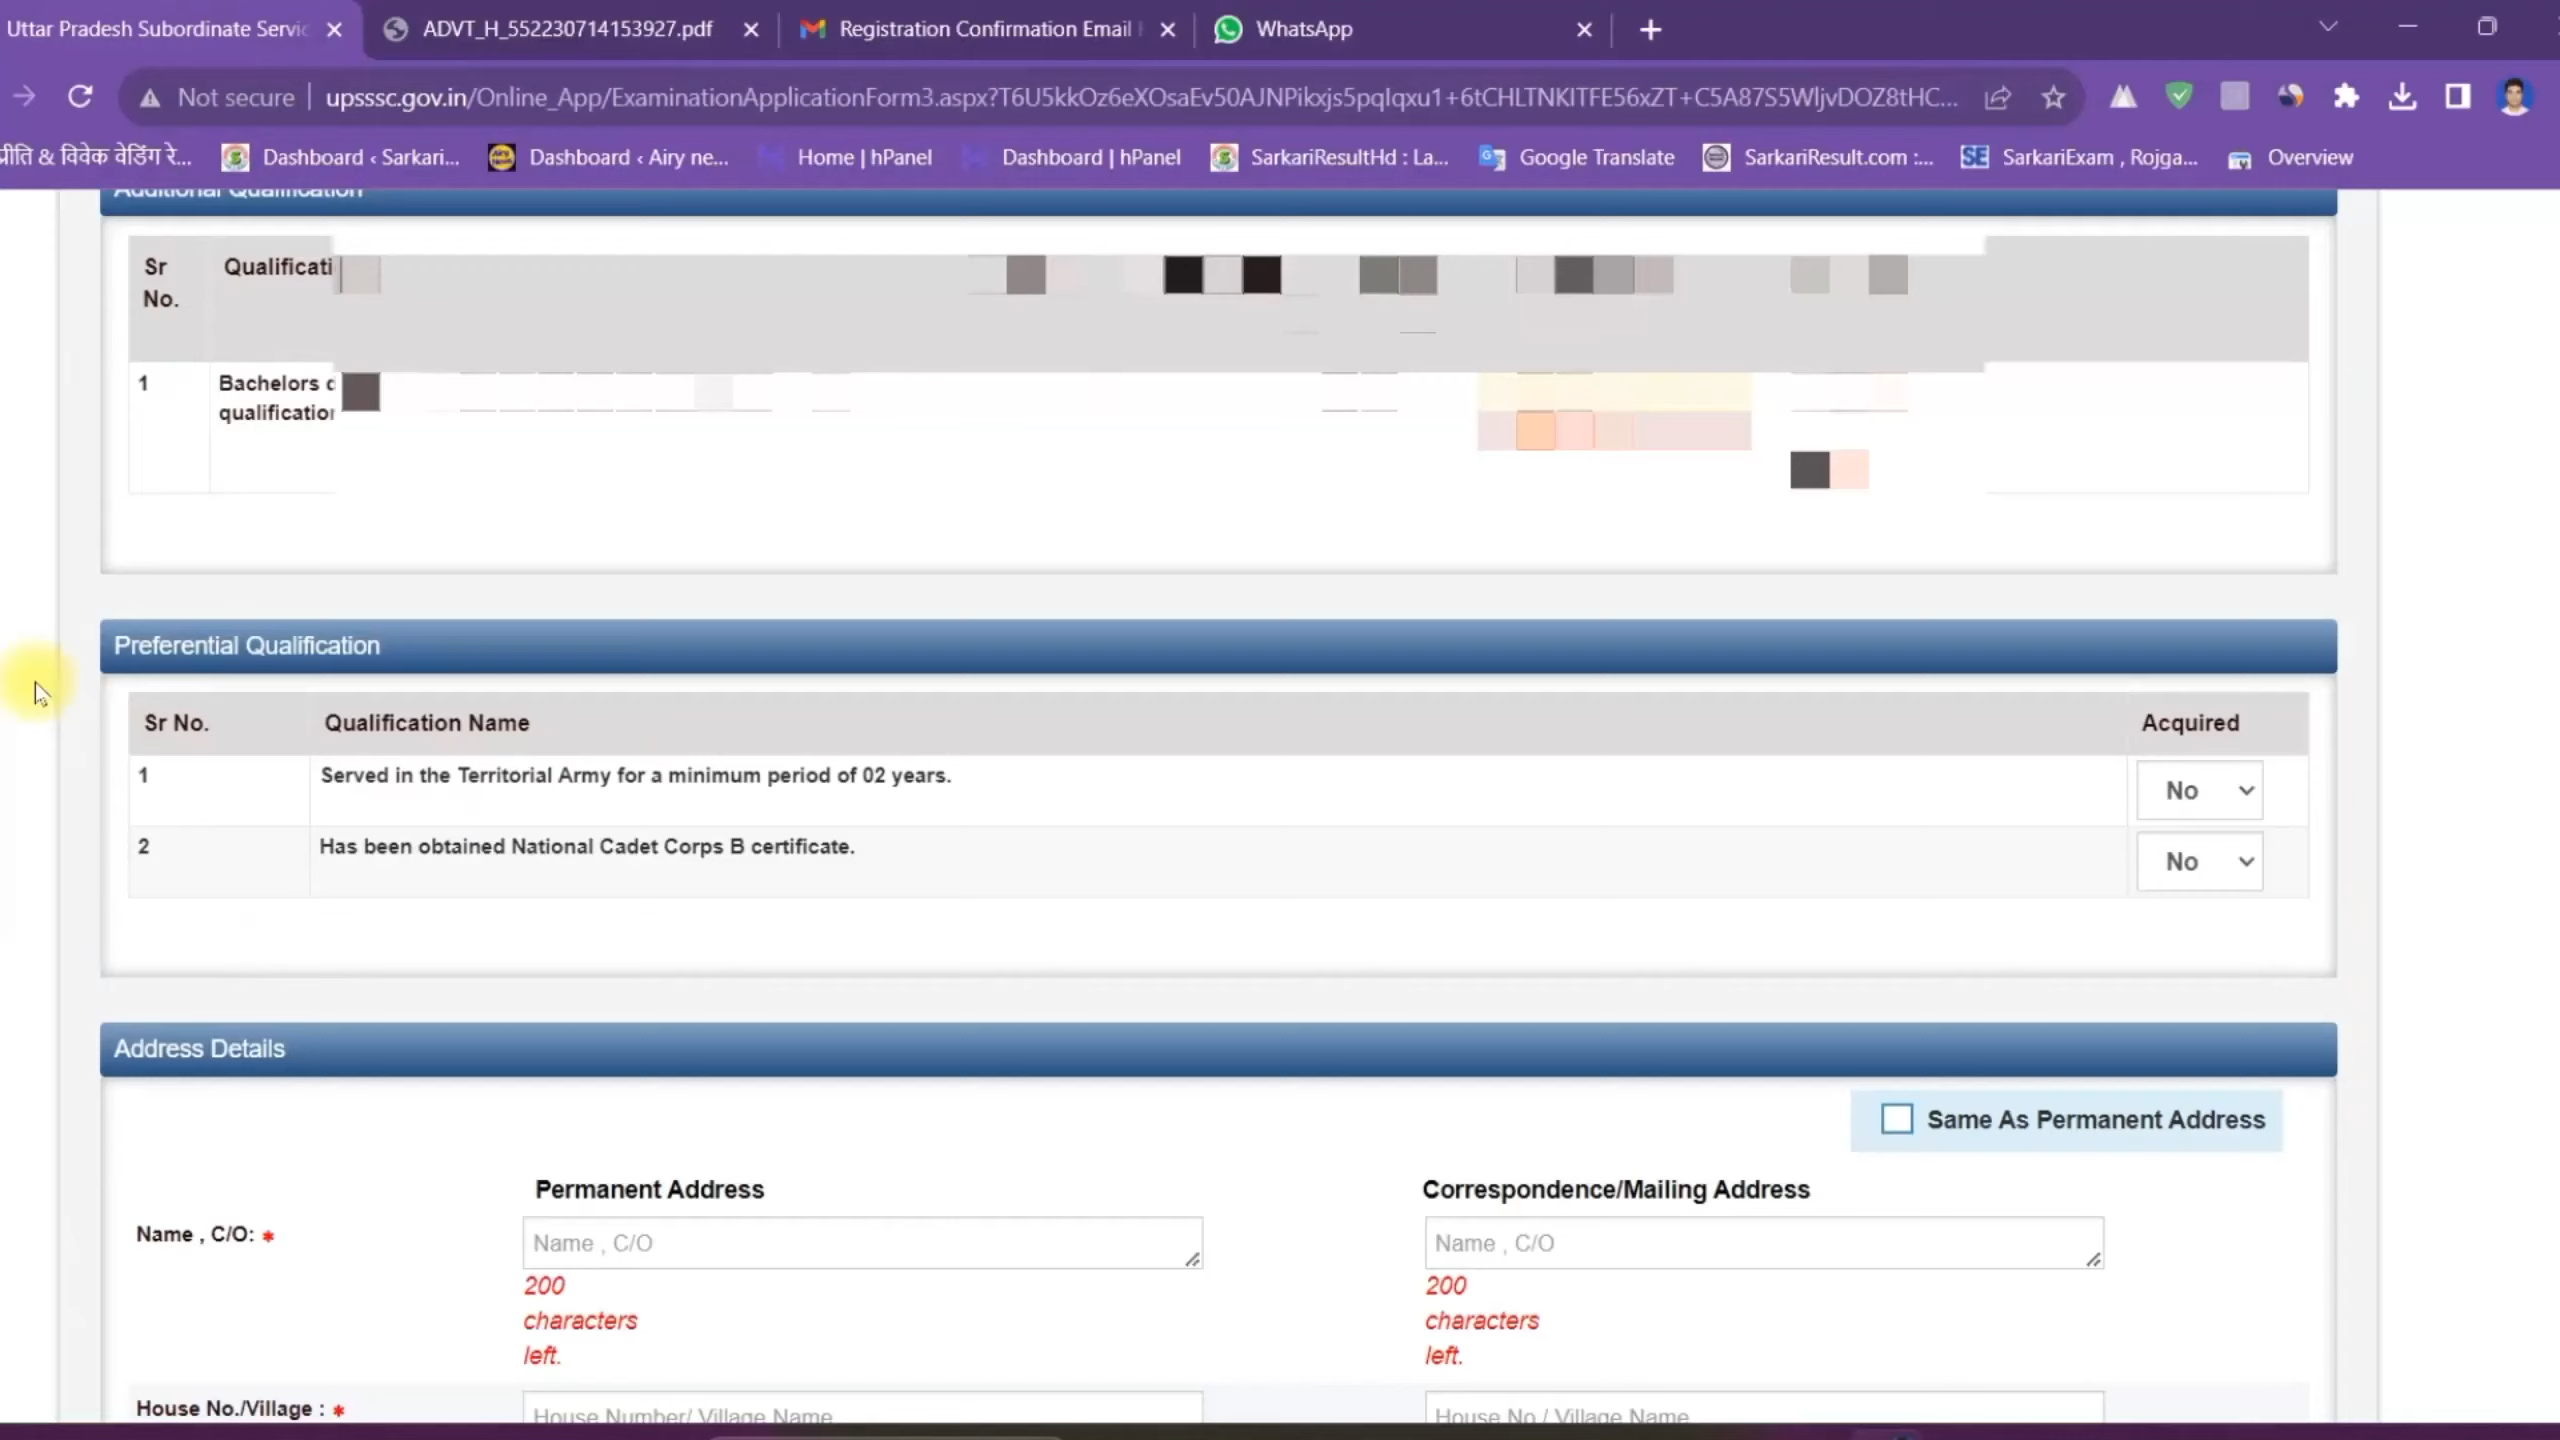 Uttar Pradesh Subordinate Servic
ADVT_H_552230714153927.pdf
Registration Confirmation Email
WhatsApp
Not secure
upsssc.gov.in/Online_App/ExaminationApplicationForm3.aspx?T6U5kkOz6eXOsaEv50AJNPikxjs5pqIqxu1+6tCHLTNKITFE56xZT+C5A87S5WljvDOZ8tHC...
प्रीति & विवेक वेडिंग रे...
Dashboard ‹ Sarkari...
Dashboard ‹ Airy ne...
Home | hPanel
Dashboard | hPanel
SarkariResultHd : La...
Google Translate
SarkariResult.com :...
SarkariExam , Rojga...
Overview
Additional Qualification
Sr No.
Qualificati
1
Bachelors
qualification
Preferential Qualification
Sr No.
Qualification Name
Acquired
1
Served in the Territorial Army for a minimum period of 02 years.
No
2
Has been obtained National Cadet Corps B certificate.
No
Address Details
Same As Permanent Address
Permanent Address
Correspondence/Mailing Address
Name , C/O: *
Name , C/O
Name , C/O
200
characters
left.
200
characters
left.
House No./Village : *
House Number/ Village Name
House No / Village Name